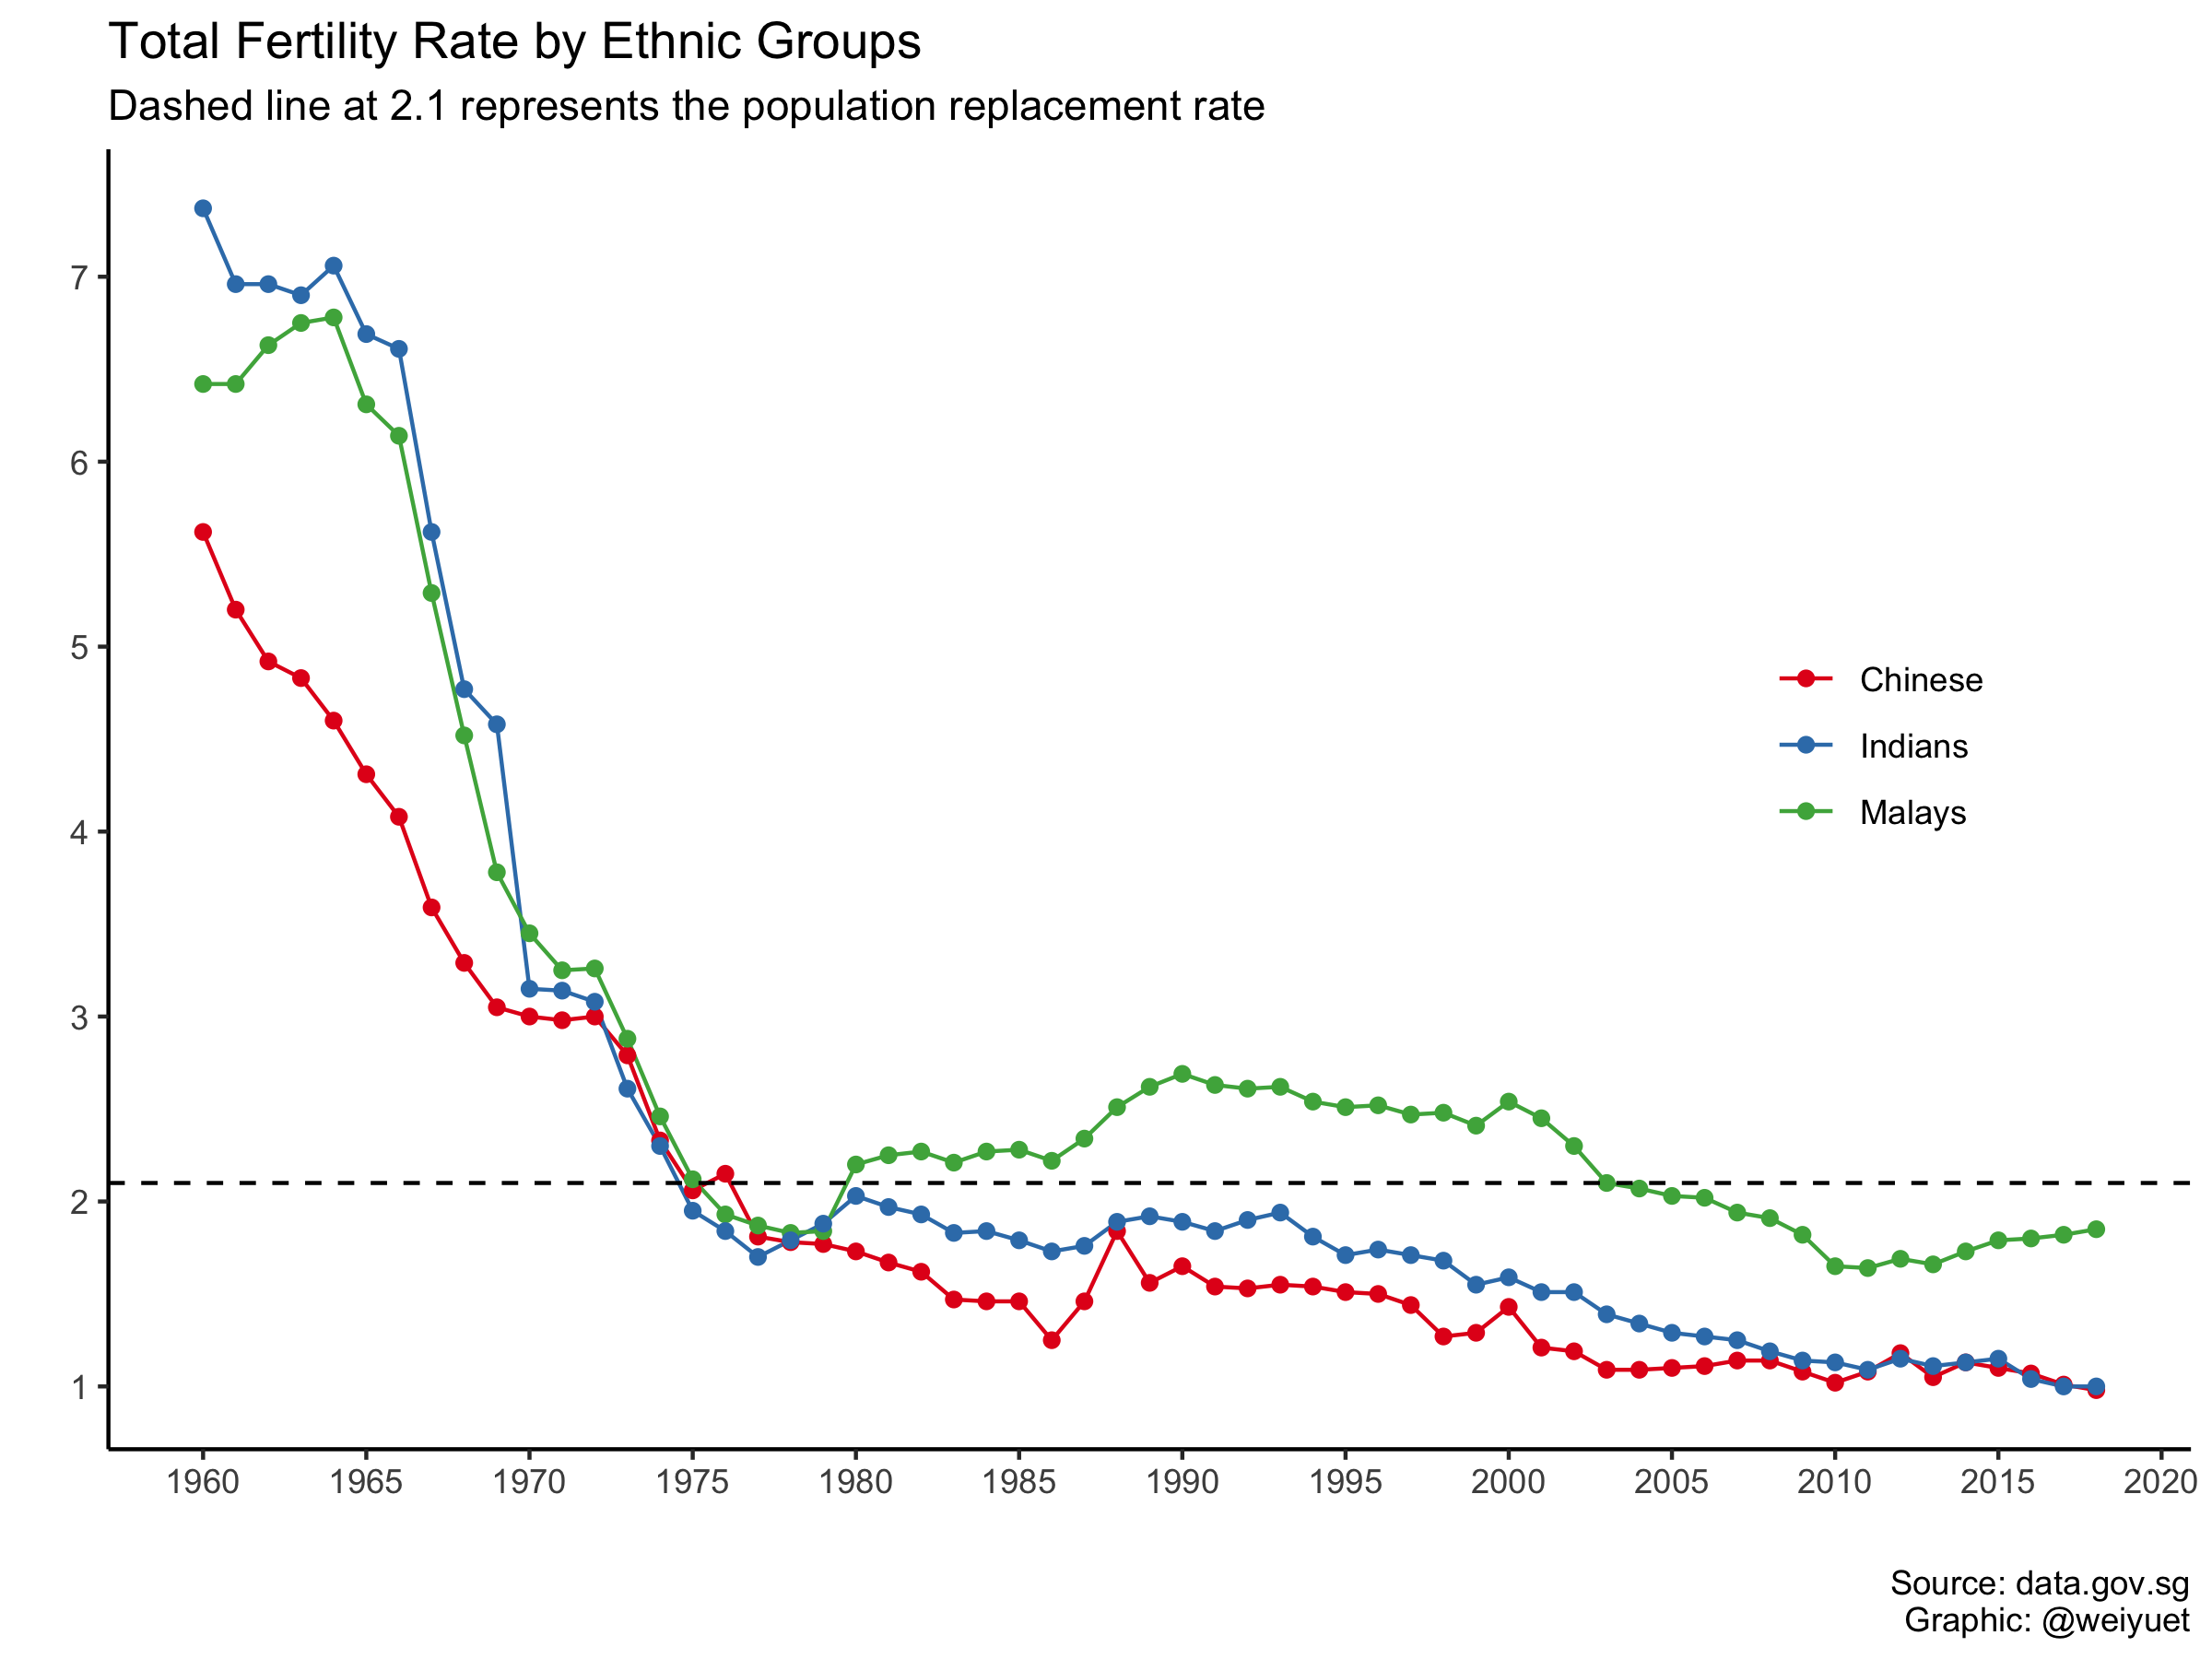 Total Fertility Rate by Ethnic Groups
Dashed line at 2.1 represents the population replacement rate
7
6
5
4
3
2
1
Chinese
Indians
Malays
1960 1965 1970 1975 1980 1985 1990 1995 2000 2005 2010 2015 2020
Source: data.gov.sg
Graphic: @weiyuet